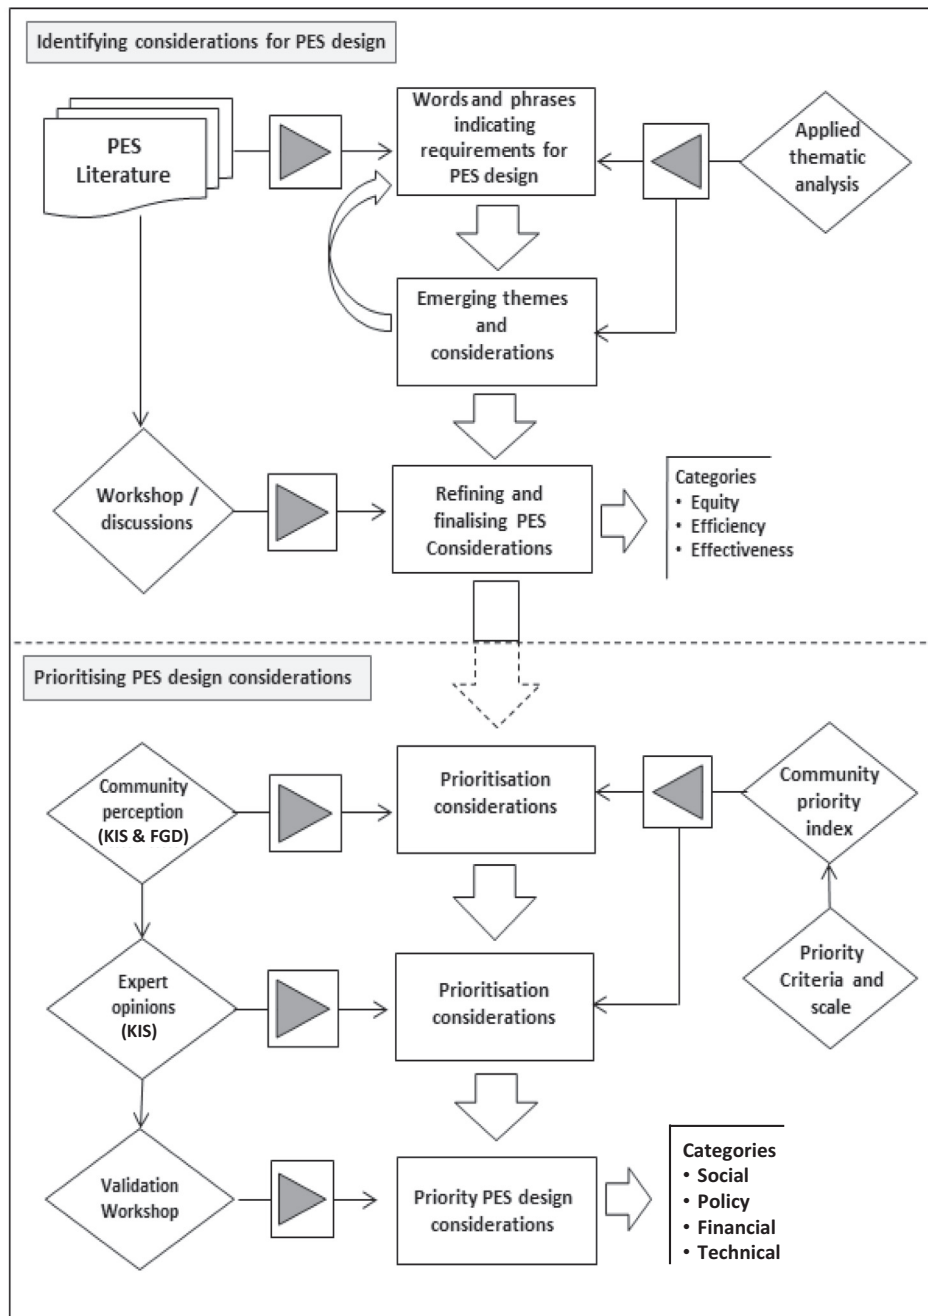 Identifying considerations for PES design
PES
Literature
Words and phrases
indicating
requirements for
PES design
Applied
thematic
analysis
Emerging themes
and
considerations
Workshop /
discussions
Refining and
finalising PES
Considerations
Categories
• Equity
• Efficiency
• Effectiveness
Prioritising PES design considerations
Community
perception
(KIS & FGD)
Prioritisation
considerations
Community
priority
index
Expert
opinions
(KIS)
Prioritisation
considerations
Priority
Criteria and
scale
Validation
Workshop
Priority PES design
considerations
Categories
• Social
• Policy
• Financial
• Technical